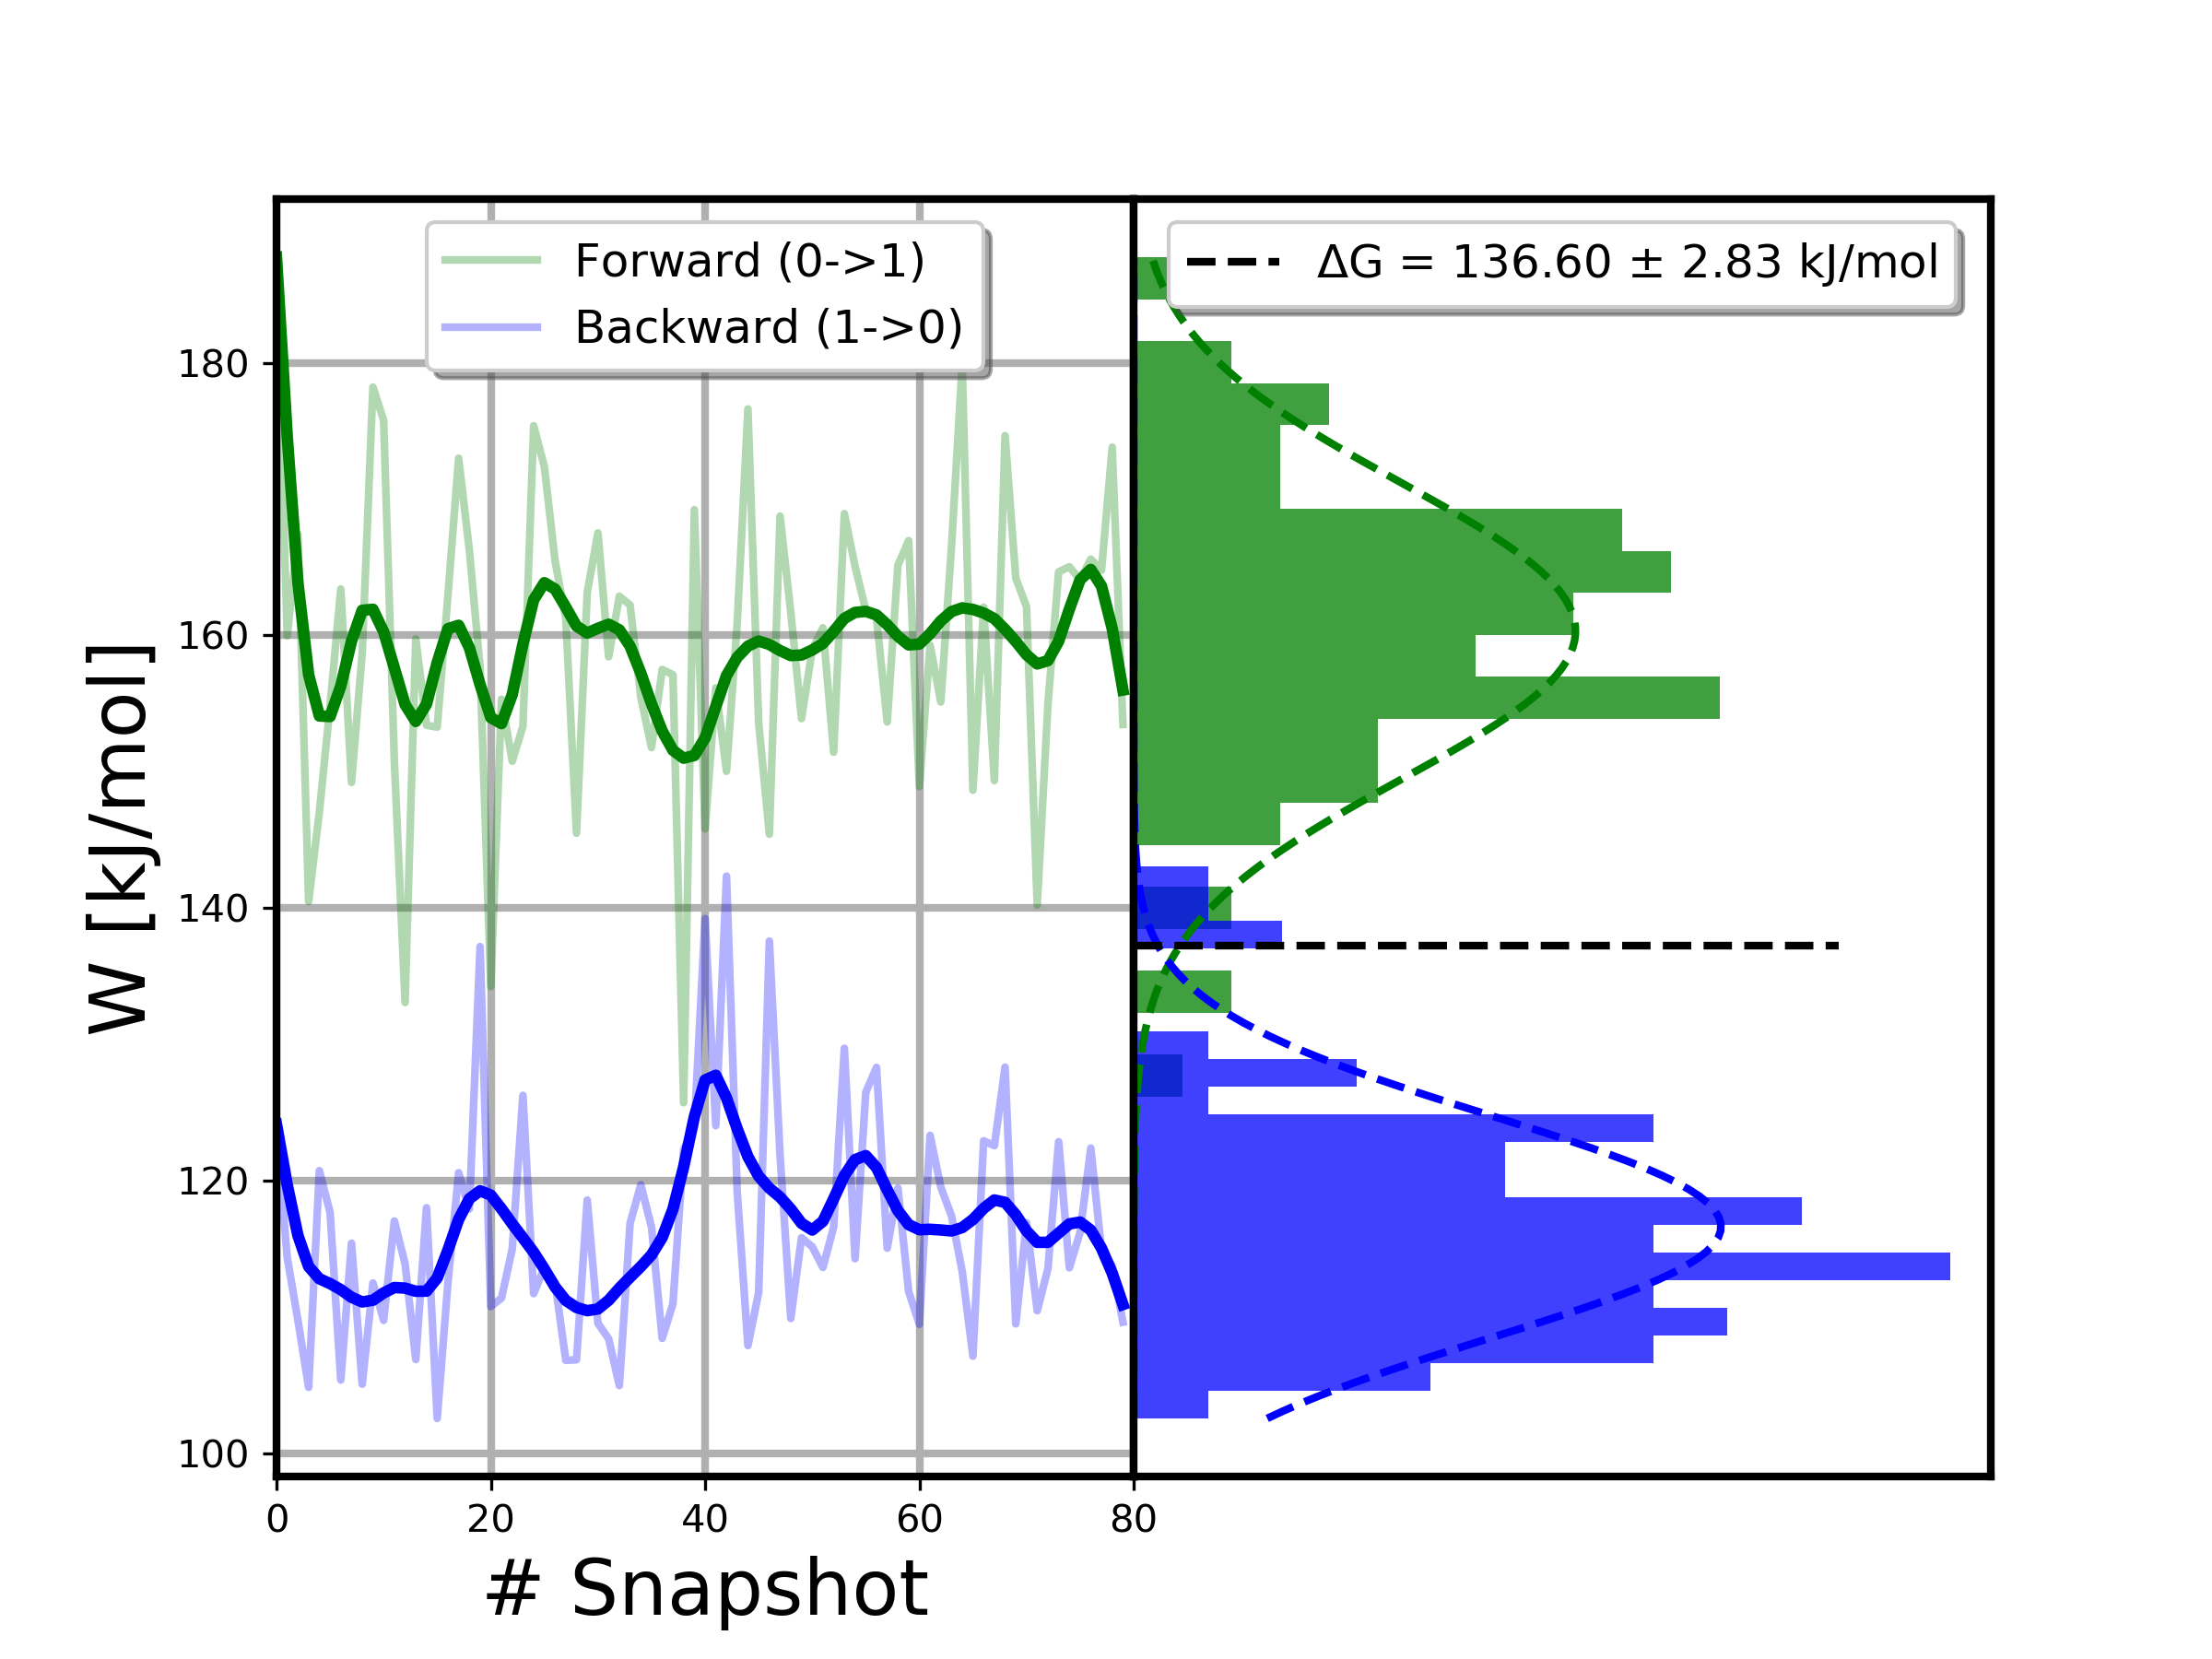 Forward (0->1)
Backward (1->0)
ΔG = 136.60 ± 2.83 kJ/mol
W [kJ/mol]
180
160
140
120
100
0 20 40 60 80
# Snapshot